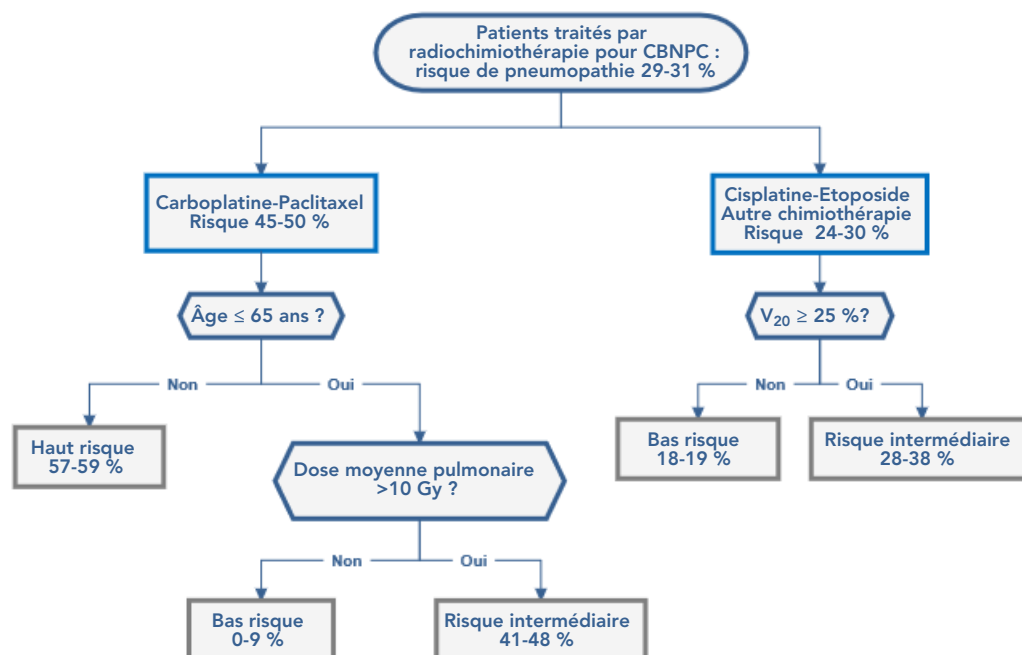 Patients traités par
radiochimiothérapie pour CBNPC :
risque de pneumopathie 29-31 %
Carboplatine-Paclitaxel
Risque 45-50 %
Cisplatine-Etoposide
Autre chimiothérapie
Risque 24-30 %
Âge ≤ 65 ans ?
V20 ≥ 25 %?
Non
Oui
Non
Oui
Haut risque
57-59 %
Dose moyenne pulmonaire
>10 Gy ?
Bas risque
18-19 %
Risque intermédiaire
28-38 %
Non
Oui
Bas risque
0-9 %
Risque intermédiaire
41-48 %